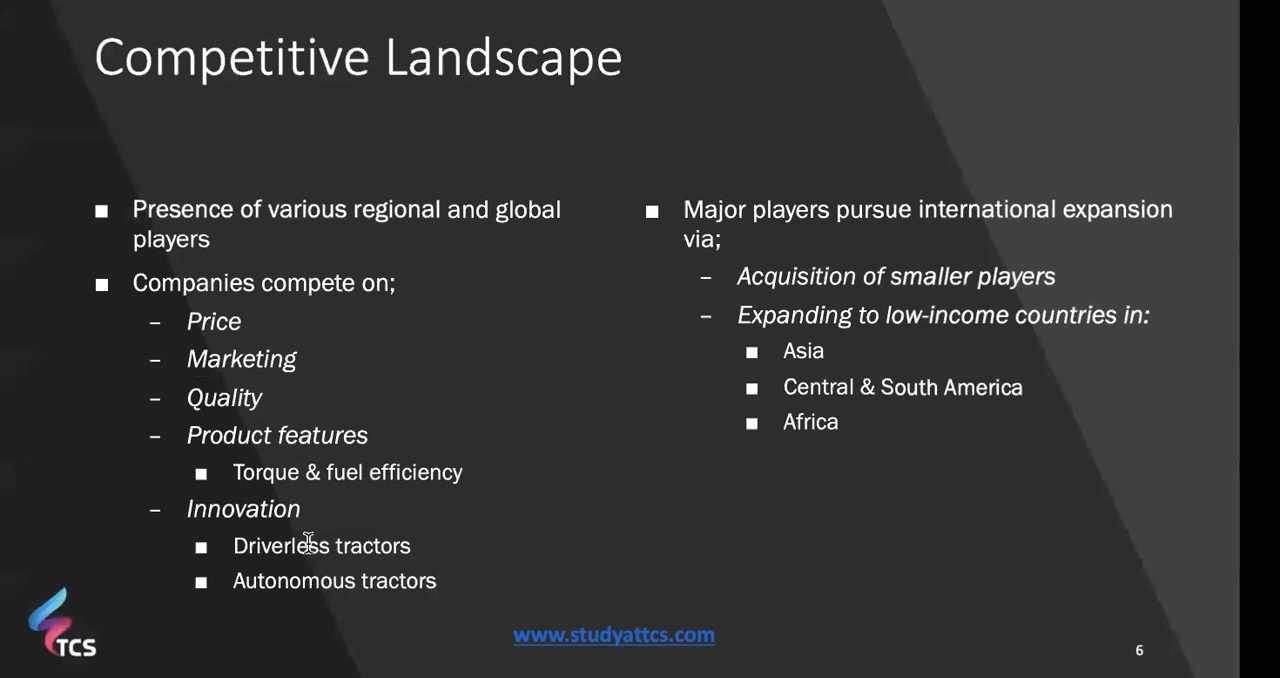 Competitive Landscape
■ Presence of various regional and global
players
■ Companies compete on;
– Price
– Marketing
– Quality
– Product features
■ Torque & fuel efficiency
– Innovation
■ Driverless tractors
■ Autonomous tractors
■ Major players pursue international expansion
via;
– Acquisition of smaller players
– Expanding to low-income countries in:
■ Asia
■ Central & South America
■ Africa
TCS
www.studyattcs.com
6